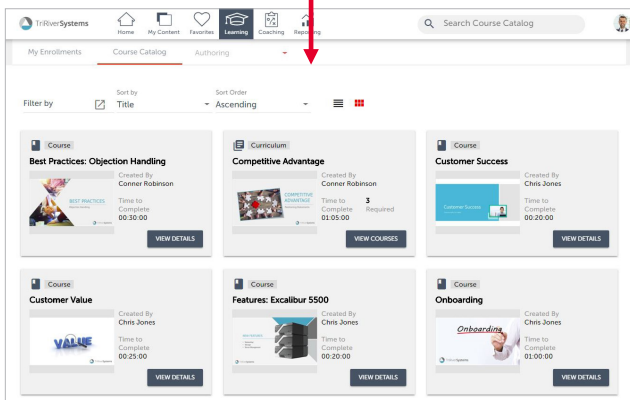 TriRiverSystems
Home My Content Favorites Learning Coaching Reporting
Search Course Catalog
My Enrollments Course Catalog Authoring
Filter by
Sort by
Title
Sort Order
Ascending
Course
Best Practices: Objection Handling
BEST PRACTICES
Created By
Conner Robinson
Time to
Complete
00:30:00
VIEW DETAILS
Curriculum
Competitive Advantage
COMPETITIVE
ADVANTAGE
Created By
Conner Robinson
Time to
Complete
01:05:00
3
Required
VIEW COURSES
Course
Customer Success
Customer Success
Created By
Chris Jones
Time to
Complete
00:20:00
VIEW DETAILS
Course
Customer Value
VALUE
Created By
Chris Jones
Time to
Complete
00:25:00
VIEW DETAILS
Course
Features: Excalibur 5500
Created By
Chris Jones
Time to
Complete
00:20:00
VIEW DETAILS
Course
Onboarding
Onboarding
Created By
Chris Jones
Time to
Complete
01:00:00
VIEW DETAILS